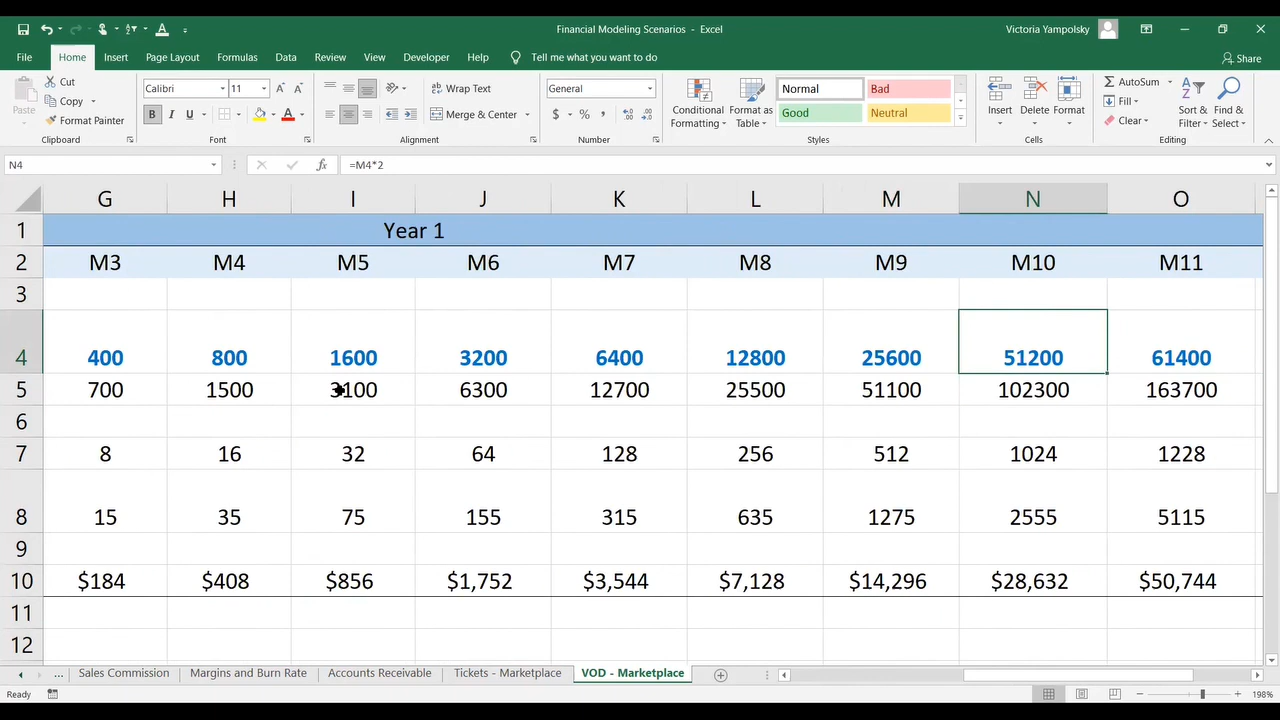 Financial Modeling Scenarios - Excel
Victoria Yampolsky
File Home Insert Page Layout Formulas Data Review View Developer Help Tell me what you want to do Share
Paste
Cut
Copy
Format Painter
Clipboard
Calibri 11
B I U
Font
Wrap Text
Merge & Center
Alignment
General
$ % ,
Number
Conditional Formatting
Format as Table
Normal Bad
Good Neutral
Styles
Insert Delete Format
Cells
AutoSum
Fill
Clear
Sort & Filter
Find & Select
Editing
N4 fx =M4*2
G H I J K L M N O
1 Year 1
2 M3 M4 M5 M6 M7 M8 M9 M10 M11
3
4 400 800 1600 3200 6400 12800 25600 51200 61400
5 700 1500 3100 6300 12700 25500 51100 102300 163700
6
7 8 16 32 64 128 256 512 1024 1228
8 15 35 75 155 315 635 1275 2555 5115
9
10 $184 $408 $856 $1,752 $3,544 $7,128 $14,296 $28,632 $50,744
11
12
... Sales Commission Margins and Burn Rate Accounts Receivable Tickets - Marketplace VOD - Marketplace
Ready 198%